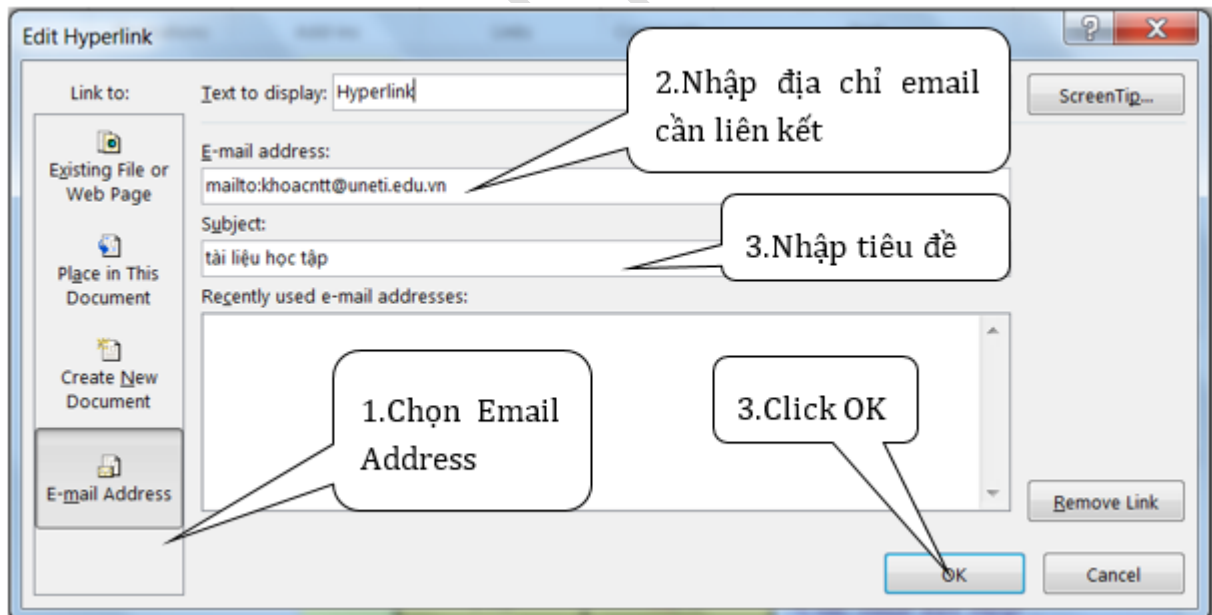 Edit Hyperlink
Link to:
Text to display: Hyperlink
2.Nhập địa chỉ email
cần liên kết
ScreenTip...
Existing File or
Web Page
E-mail address:
mailto:khoacntt@uneti.edu.vn
Subject:
tài liệu học tập
3.Nhập tiêu đề
Place in This
Document
Recently used e-mail addresses:
Create New
Document
1.Chọn Email
Address
3.Click OK
E-mail Address
Remove Link
OK
Cancel